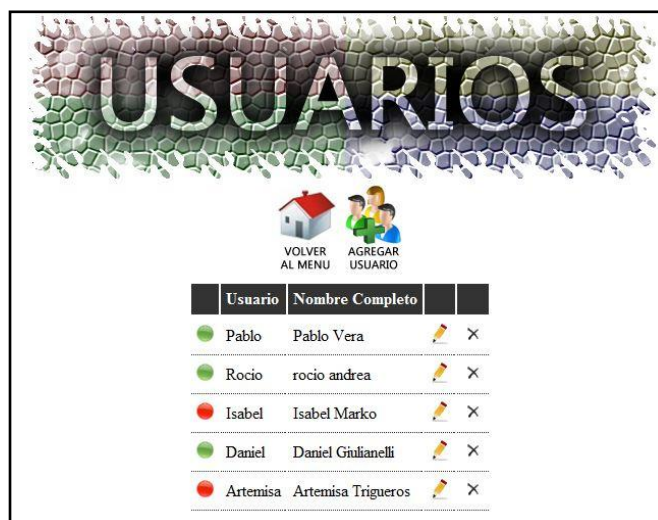 USUARIOS
VOLVER AGREGAR
AL MENU USUARIO
Usuario Nombre Completo
Pablo Pablo Vera
Rocio rocio andrea
Isabel Isabel Marko
Daniel Daniel Giulianelli
Artemisa Artemisa Trigueros